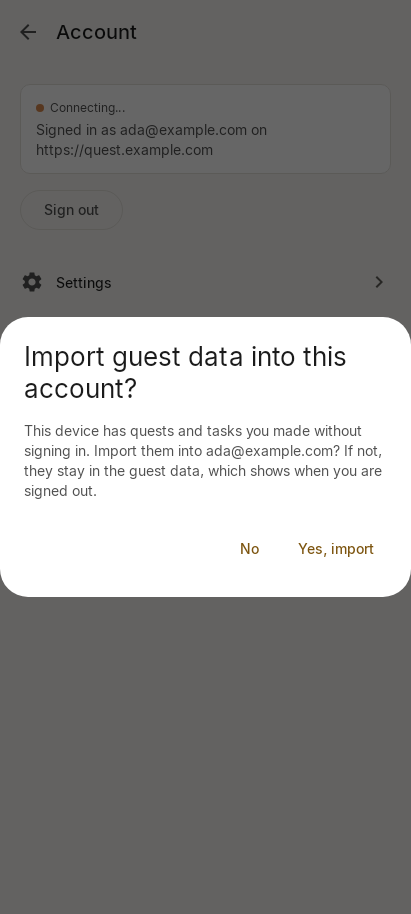 Account
Connecting...
Signed in as ada@example.com on
https://quest.example.com
Sign out
Settings
Import guest data into this
account?
This device has quests and tasks you made without
signing in. Import them into ada@example.com? If not,
they stay in the guest data, which shows when you are
signed out.
No
Yes, import